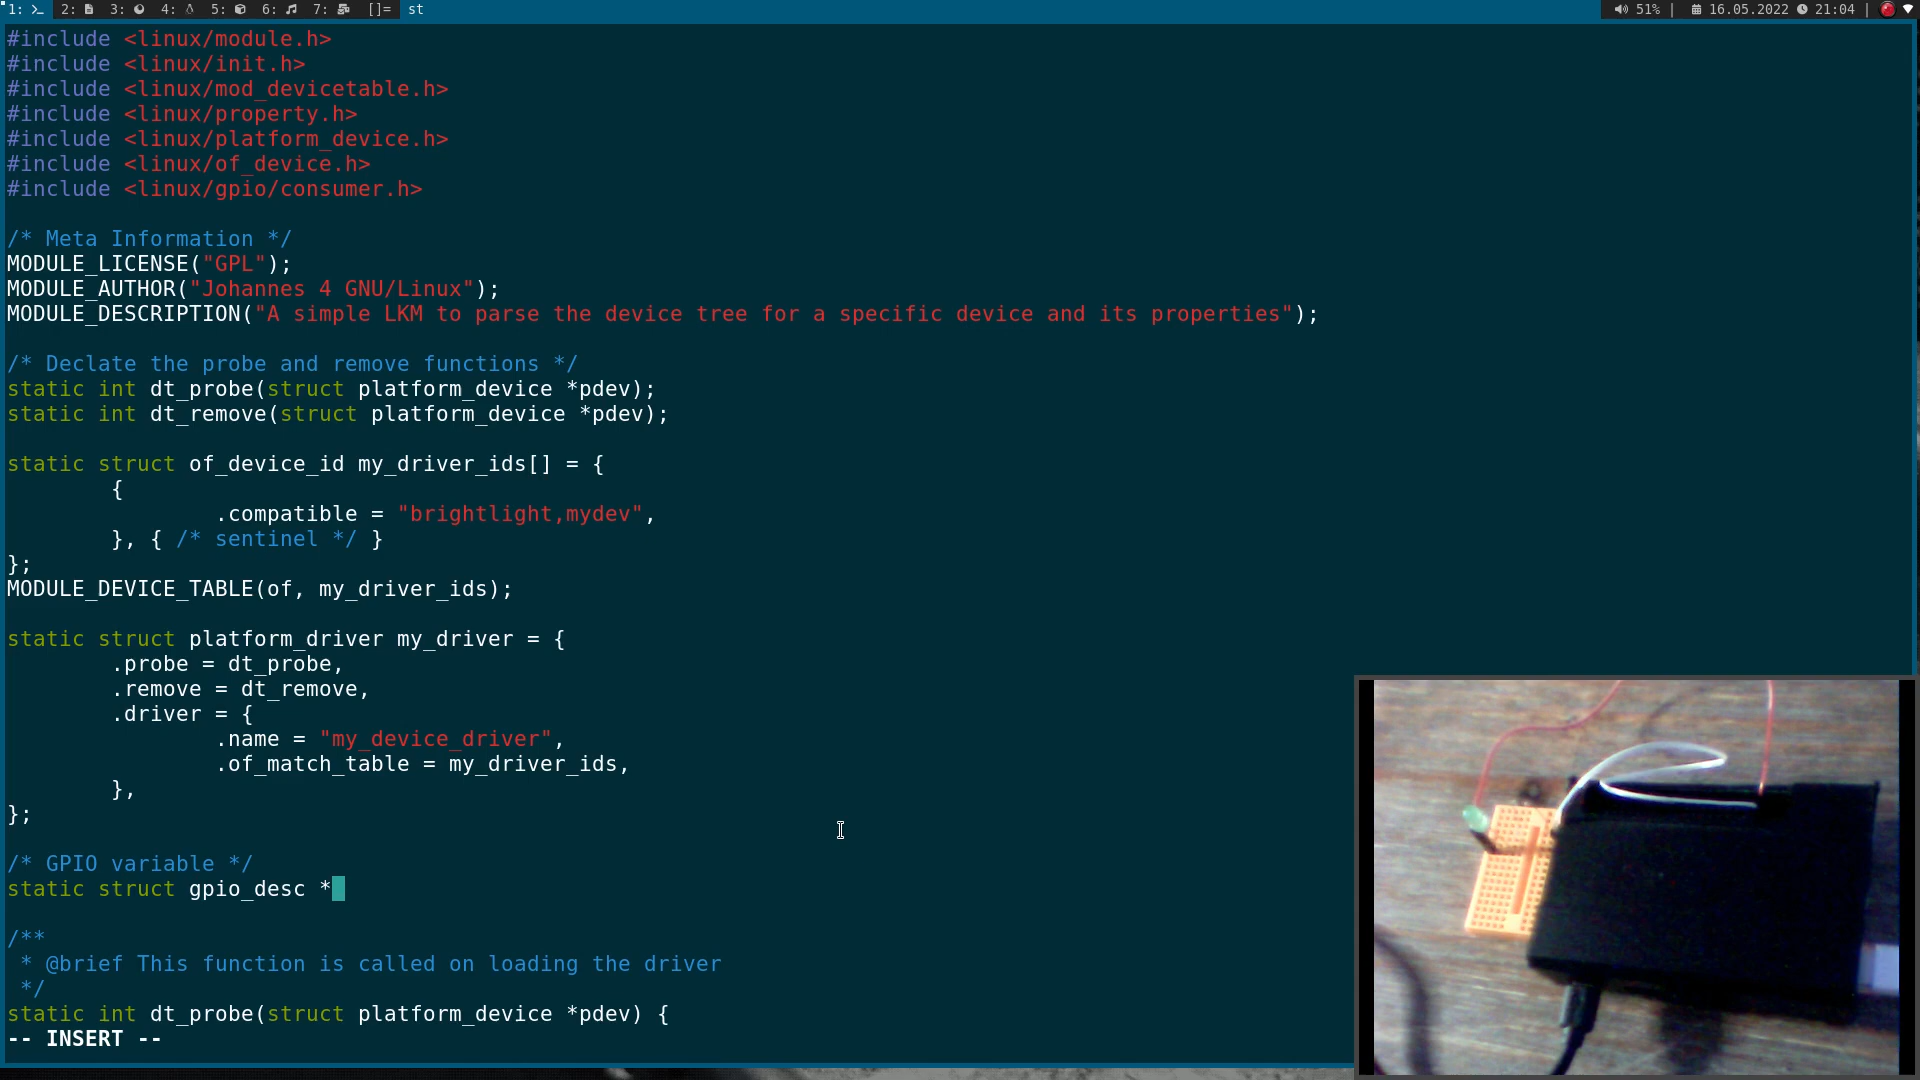 1: 2: 3: 4: 5: 6: 7: []= st 51% | 16.05.2022 21:04 |
#include <linux/module.h>
#include <linux/init.h>
#include <linux/mod_devicetable.h>
#include <linux/property.h>
#include <linux/platform_device.h>
#include <linux/of_device.h>
#include <linux/gpio/consumer.h>
/* Meta Information */
MODULE_LICENSE("GPL");
MODULE_AUTHOR("Johannes 4 GNU/Linux");
MODULE_DESCRIPTION("A simple LKM to parse the device tree for a specific device and its properties");
/* Declate the probe and remove functions */
static int dt_probe(struct platform_device *pdev);
static int dt_remove(struct platform_device *pdev);
static struct of_device_id my_driver_ids[] = {
{
.compatible = "brightlight,mydev",
}, { /* sentinel */ }
};
MODULE_DEVICE_TABLE(of, my_driver_ids);
static struct platform_driver my_driver = {
.probe = dt_probe,
.remove = dt_remove,
.driver = {
.name = "my_device_driver",
.of_match_table = my_driver_ids,
},
};
/* GPIO variable */
static struct gpio_desc *
/**
* @brief This function is called on loading the driver
*/
static int dt_probe(struct platform_device *pdev) {
-- INSERT --